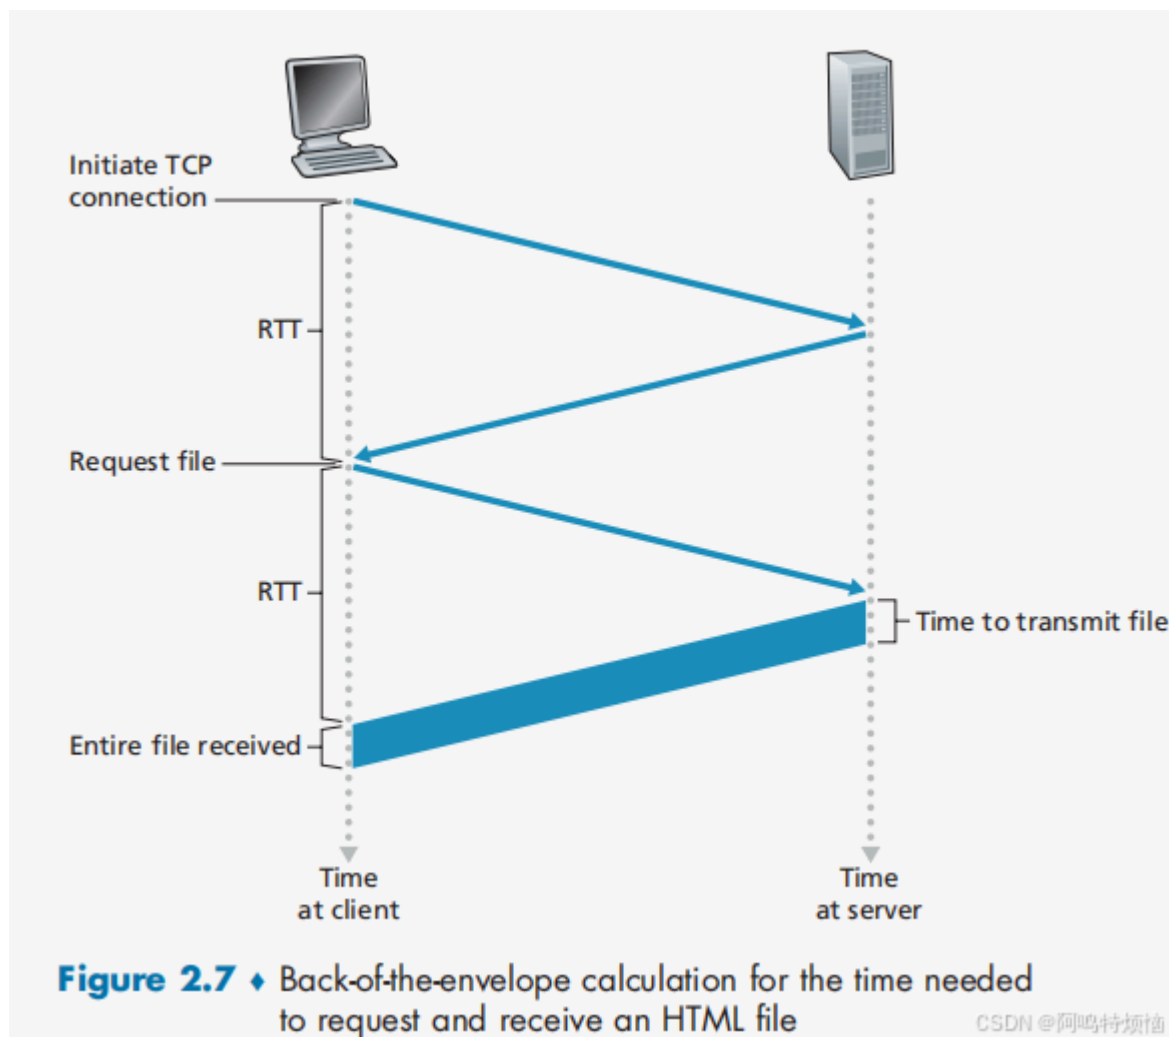 Initiate TCP
connection
RTT
Request file
RTT
Time to transmit file
Entire file received
Time
at client
Time
at server
Figure 2.7 ♦ Back-of-the-envelope calculation for the time needed
to request and receive an HTML file
CSDN @阿鸣特烦恼